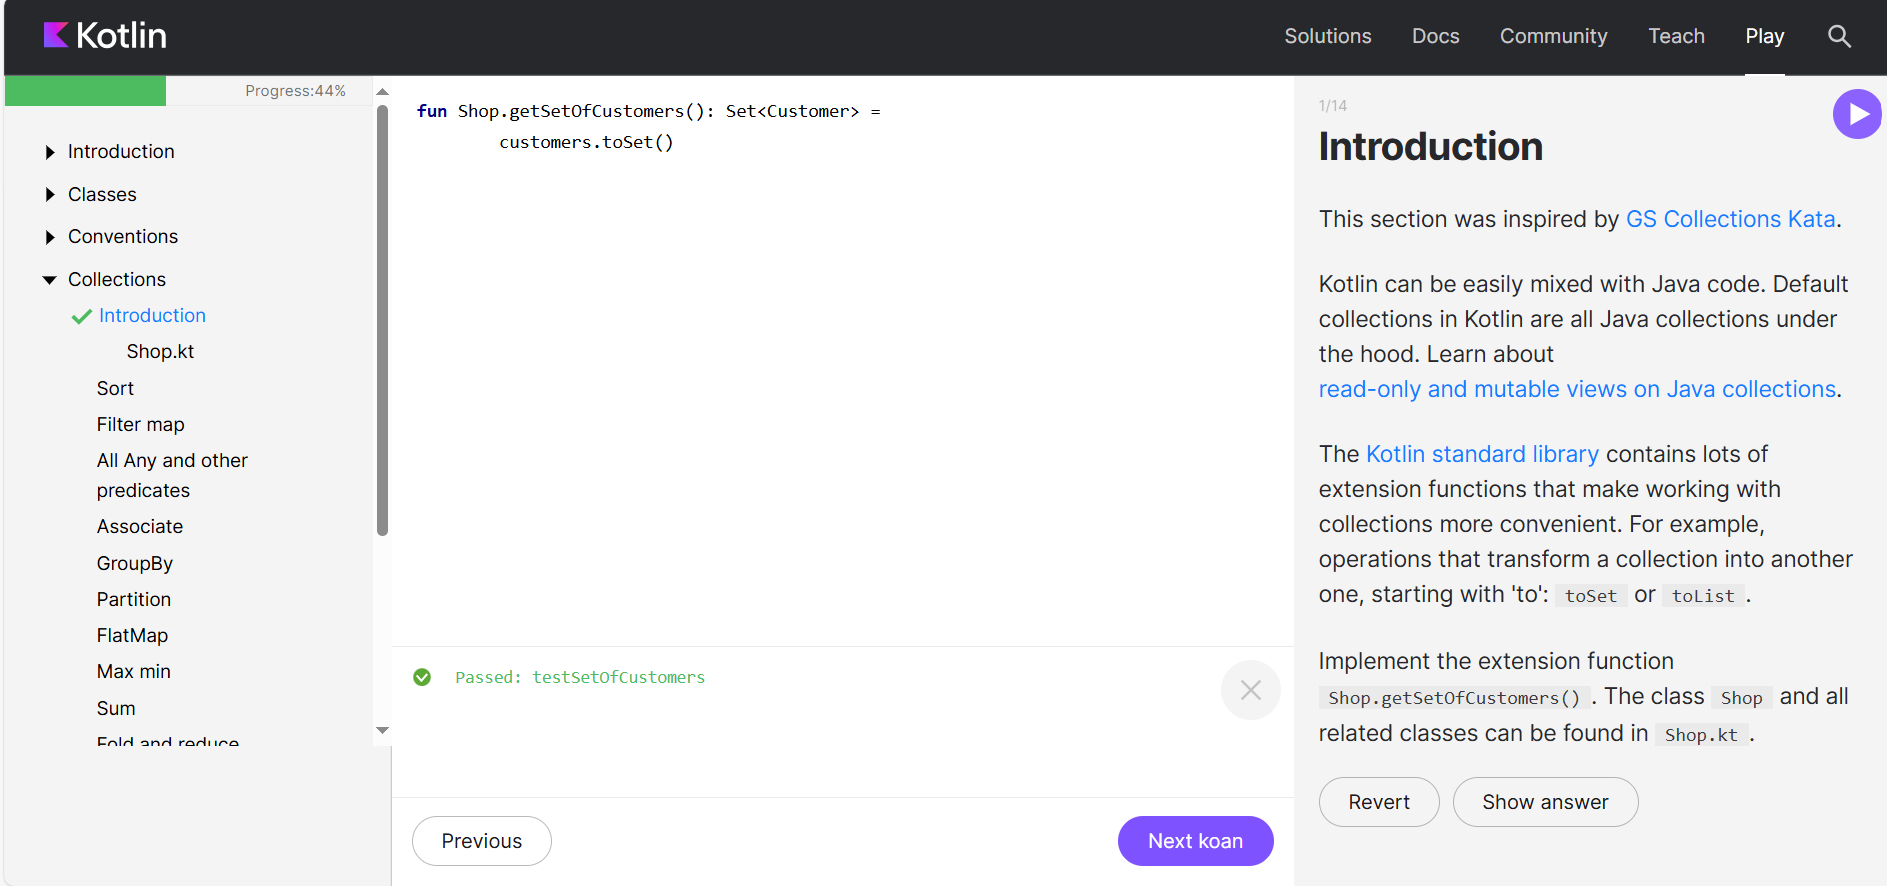 Kotlin
Solutions
Docs
Community
Teach
Play
Progress:44%
Introduction
Classes
Conventions
Collections
Introduction
Shop.kt
Sort
Filter map
All Any and other
predicates
Associate
GroupBy
Partition
FlatMap
Max min
Sum
Fold and reduce
fun Shop.getSetOfCustomers(): Set<Customer> =
customers.toSet()
Passed: testSetOfCustomers
Previous
Next koan
1/14
Introduction
This section was inspired by GS Collections Kata.
Kotlin can be easily mixed with Java code. Default
collections in Kotlin are all Java collections under
the hood. Learn about
read-only and mutable views on Java collections.
The Kotlin standard library contains lots of
extension functions that make working with
collections more convenient. For example,
operations that transform a collection into another
one, starting with 'to': toSet or toList.
Implement the extension function
Shop.getSetOfCustomers(). The class Shop and all
related classes can be found in Shop.kt.
Revert
Show answer